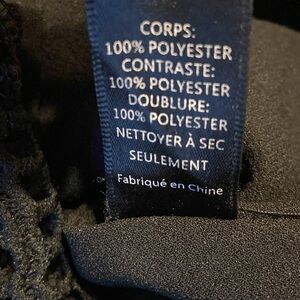 CORPS:
100% POLYESTER
CONTRASTE:
100% POLYESTER
DOUBLURE:
100% POLYESTER
NETTOYER À SEC
SEULEMENT
Fabriqué en Chine